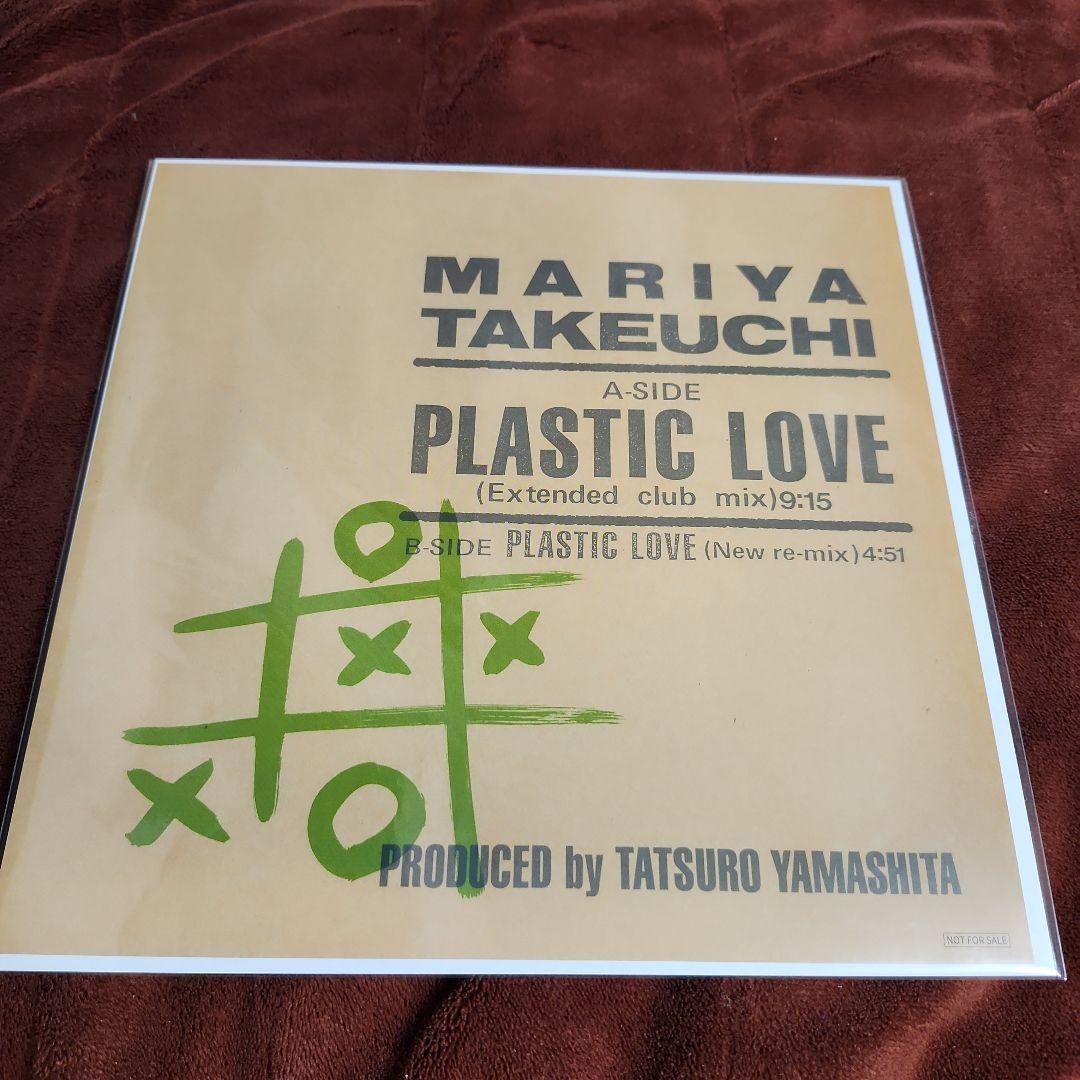 MARIYA
TAKEUCHI
A-SIDE
PLASTIC LOVE
(Extended club mix)9:15
B-SIDE PLASTIC LOVE (New re-mix)4:51
PRODUCED by TATSURO YAMASHITA
NOT FOR SALE